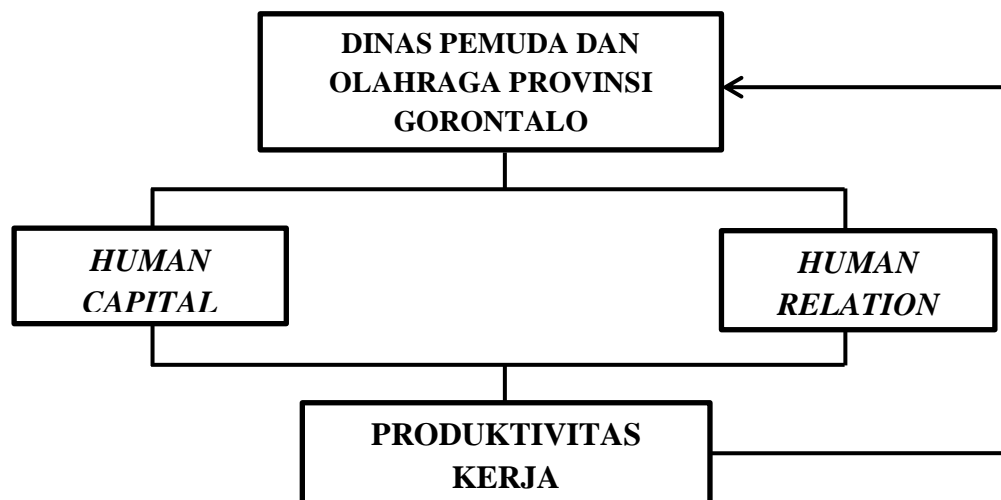 DINAS PEMUDA DAN
OLAHRAGA PROVINSI
GORONTALO
HUMAN
CAPITAL
HUMAN
RELATION
PRODUKTIVITAS
KERJA